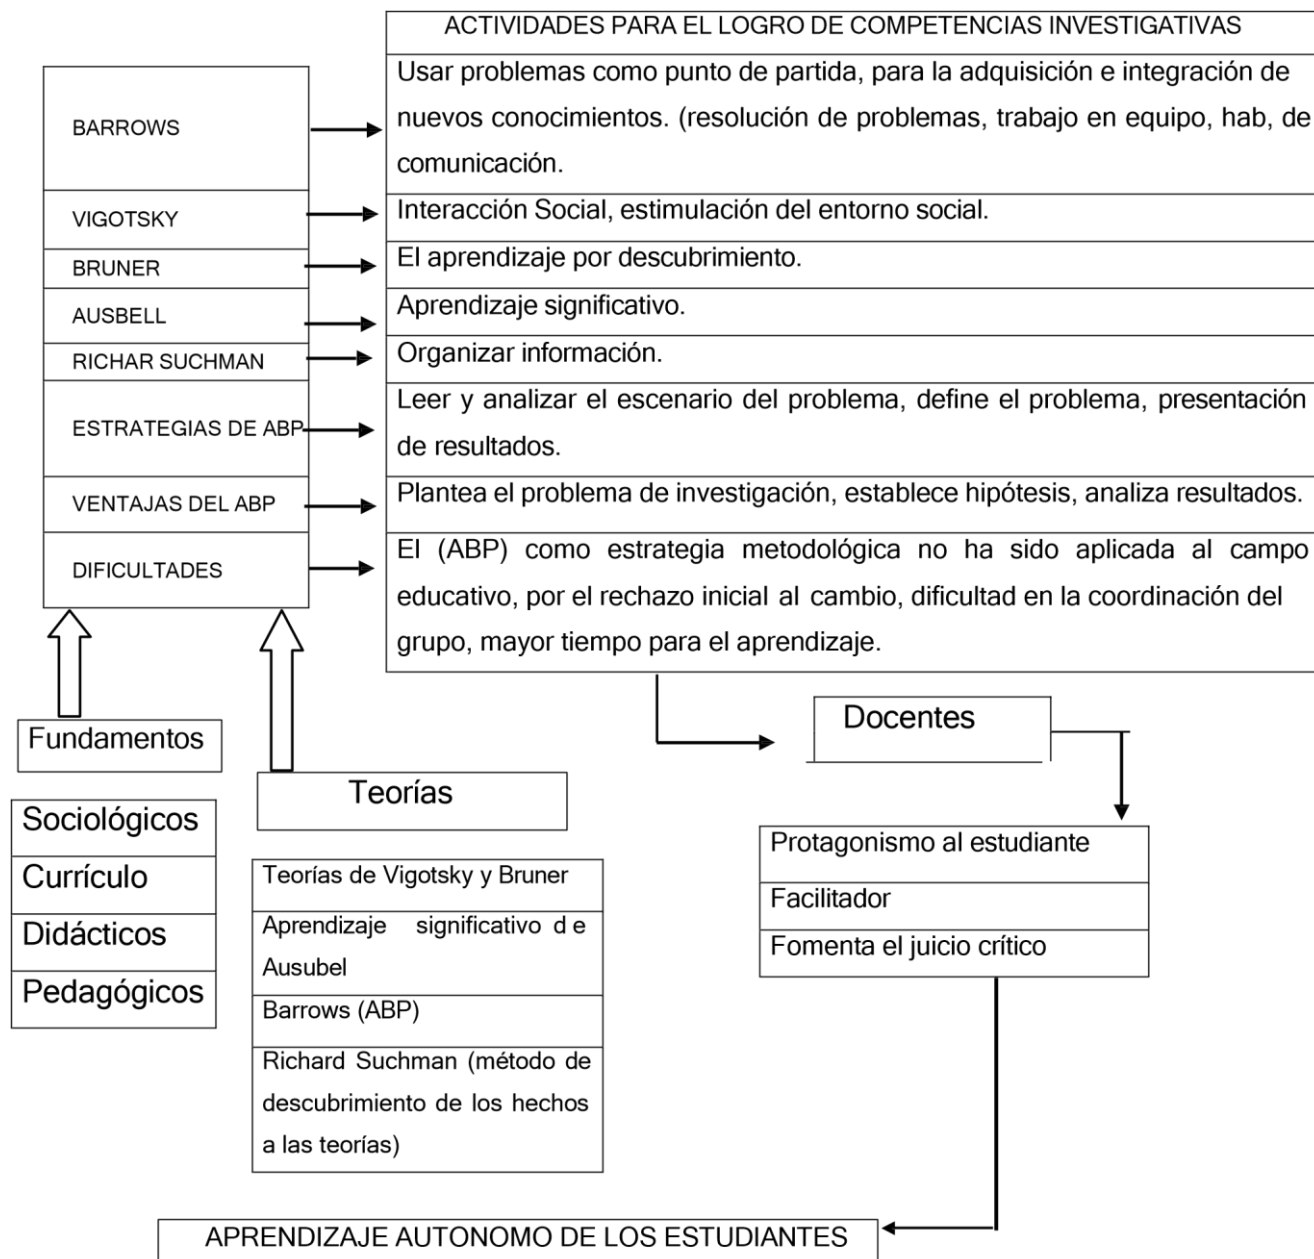 ACTIVIDADES PARA EL LOGRO DE COMPETENCIAS INVESTIGATIVAS
BARROWS
Usar problemas como punto de partida, para la adquisición e integración de
nuevos conocimientos. (resolución de problemas, trabajo en equipo, hab, de
comunicación.
VIGOTSKY
Interacción Social, estimulación del entorno social.
BRUNER
El aprendizaje por descubrimiento.
AUSBELL
Aprendizaje significativo.
RICHAR SUCHMAN
Organizar información.
ESTRATEGIAS DE ABP
Leer y analizar el escenario del problema, define el problema, presentación
de resultados.
VENTAJAS DEL ABP
Plantea el problema de investigación, establece hipótesis, analiza resultados.
DIFICULTADES
El (ABP) como estrategia metodológica no ha sido aplicada al campo
educativo, por el rechazo inicial al cambio, dificultad en la coordinación del
grupo, mayor tiempo para el aprendizaje.
Fundamentos
Sociológicos
Currículo
Didácticos
Pedagógicos
Teorías
Teorías de Vigotsky y Bruner
Aprendizaje significativo de
Ausubel
Barrows (ABP)
Richard Suchman (método de
descubrimiento de los hechos
a las teorías)
Docentes
Protagonismo al estudiante
Facilitador
Fomenta el juicio crítico
APRENDIZAJE AUTONOMO DE LOS ESTUDIANTES